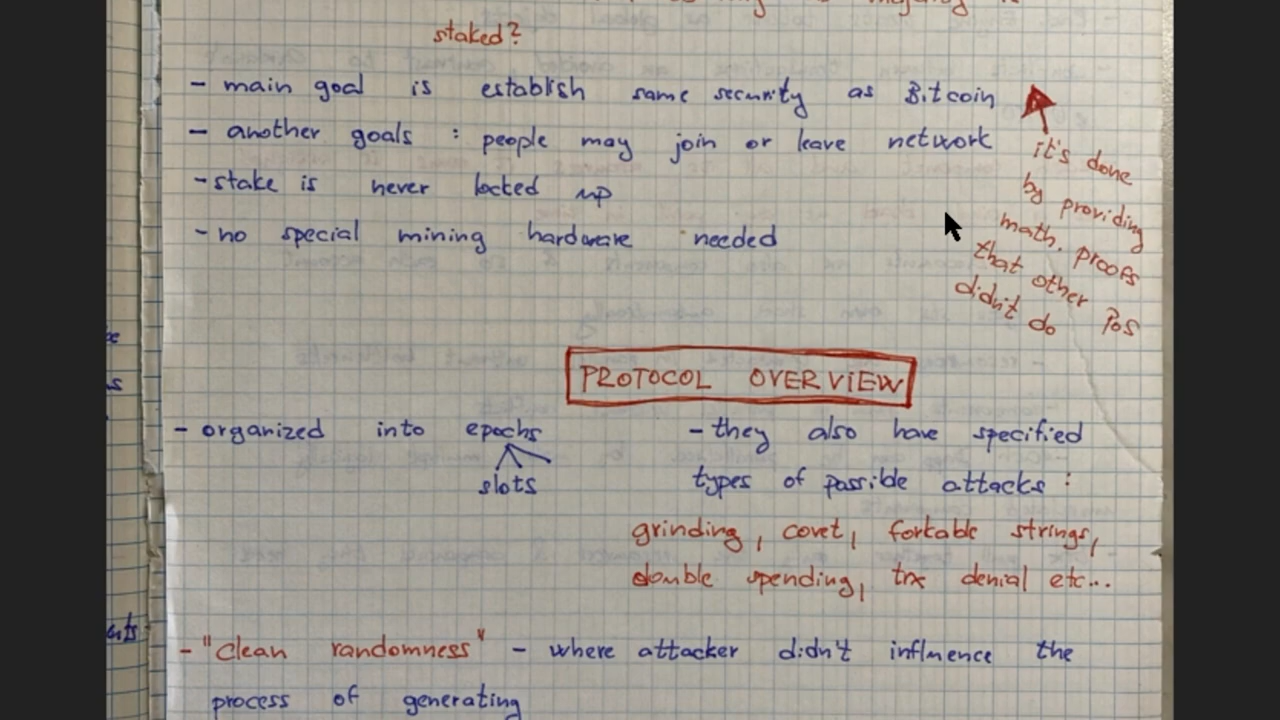 staked?
- main goal is establish same security as Bitcoin
- another goals : people may join or leave network
- stake is never locked up
- no special mining hardware needed
it's done
by providing
math. proofs
that other PoS
didn't do
PROTOCOL OVERVIEW
- organized into epochs
slots
- they also have specified
types of possible attacks :
grinding, covet,  forkable strings,
double spending, trx denial etc...
- "clean randomness" - where attacker didn't influence the
process of generating